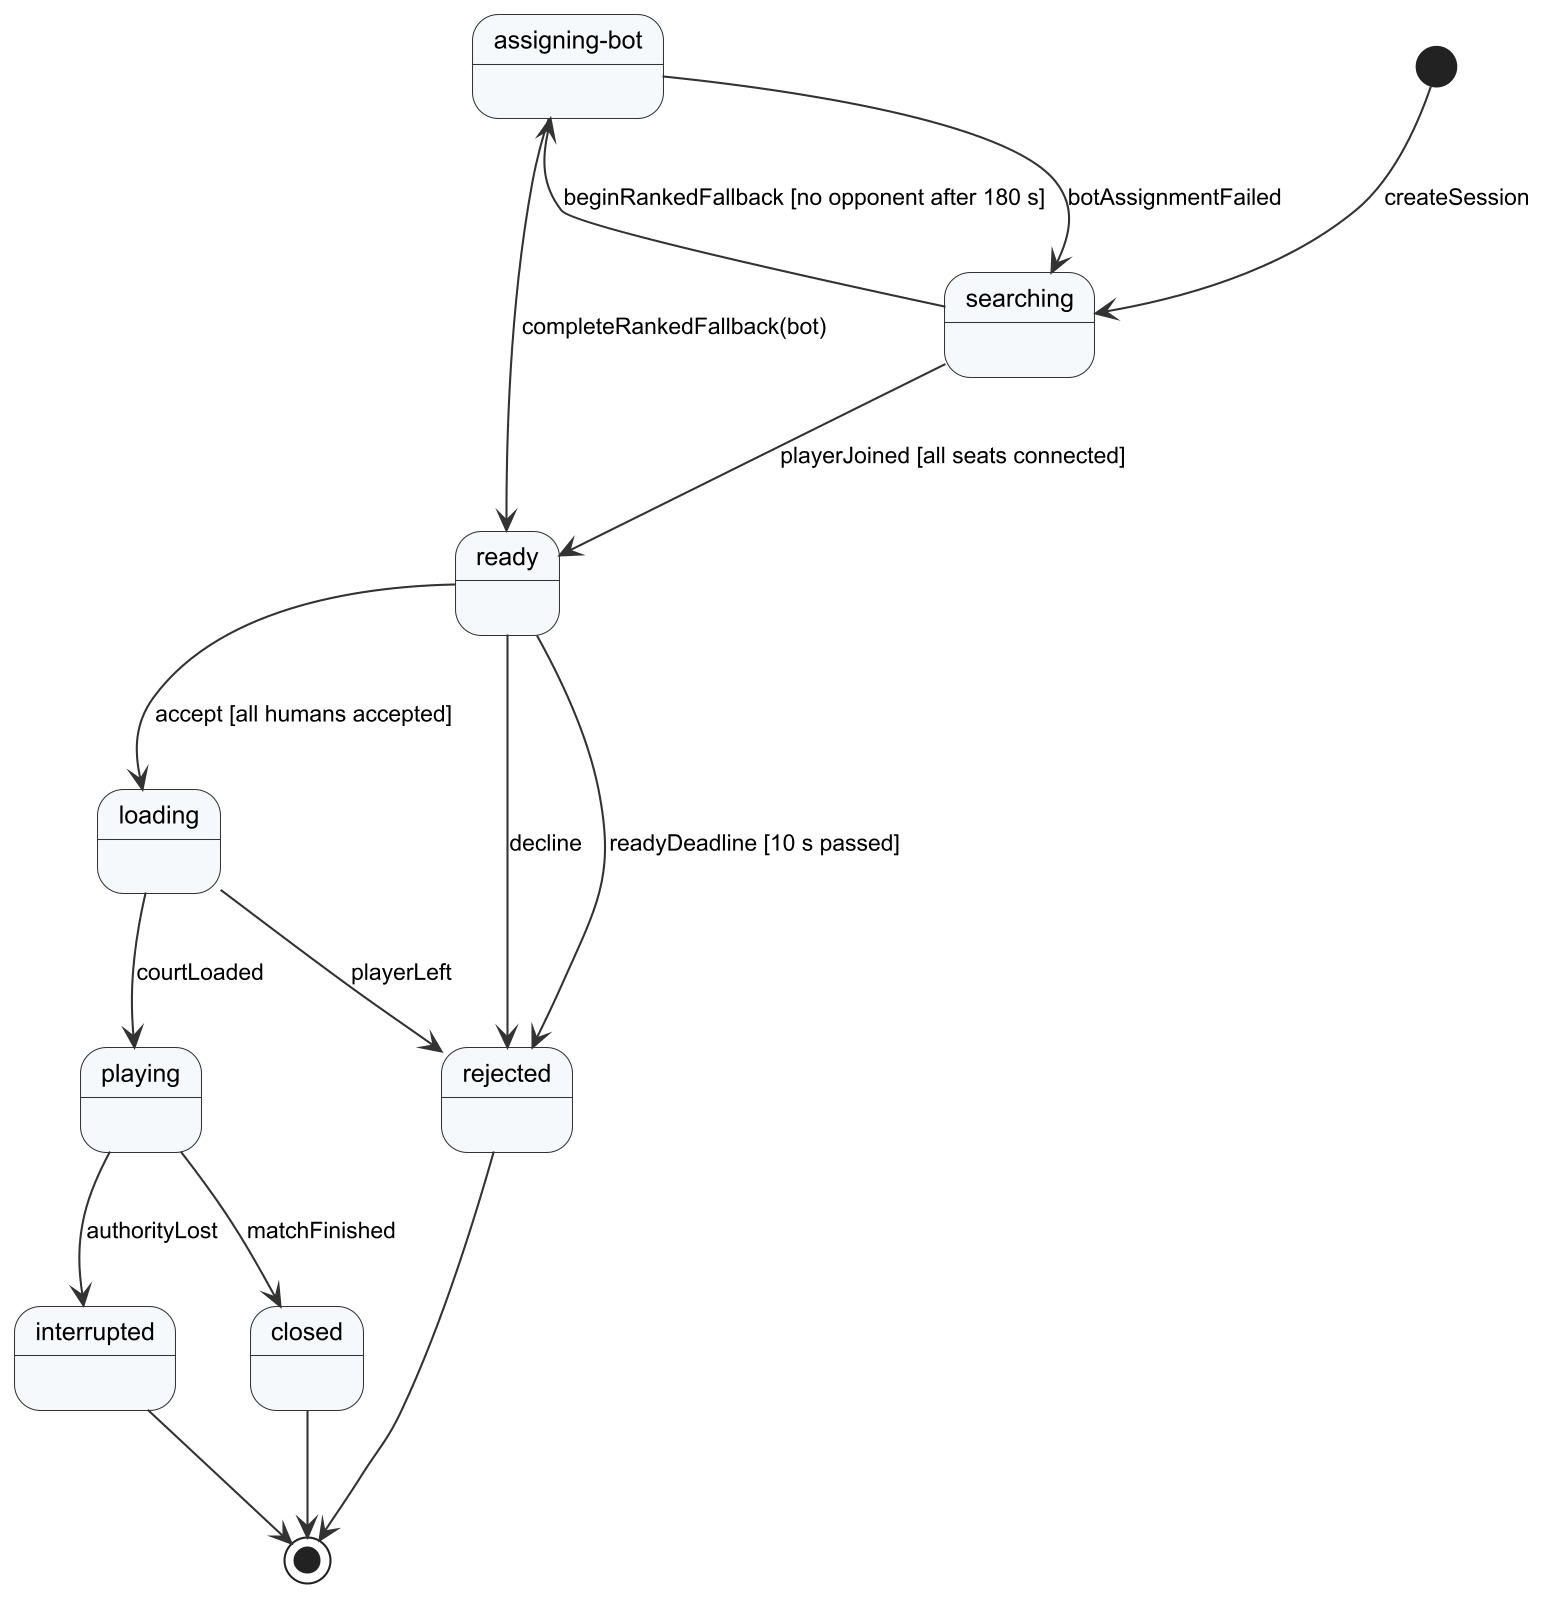 assigning-bot
beginRankedFallback [no opponent after 180 s]
botAssignmentFailed
createSession
searching
completeRankedFallback(bot)
playerJoined [all seats connected]
ready
accept [all humans accepted]
loading
decline
readyDeadline [10 s passed]
courtLoaded
playerLeft
playing
rejected
authorityLost
matchFinished
interrupted
closed